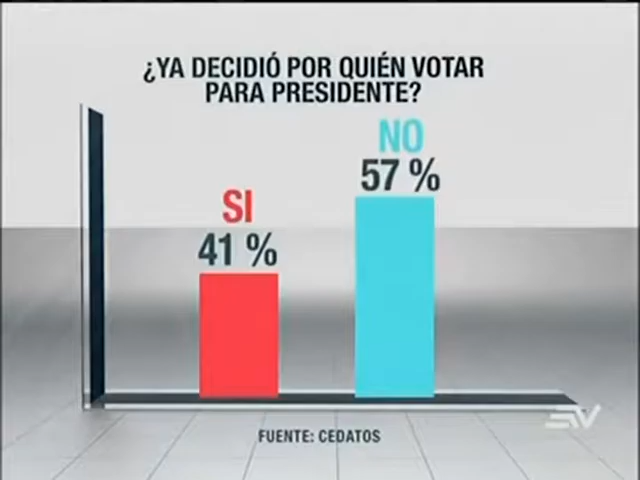 ¿YA DECIDIÓ POR QUIÉN VOTAR
PARA PRESIDENTE?
NO
57 %
SI
41 %
FUENTE: CEDATOS